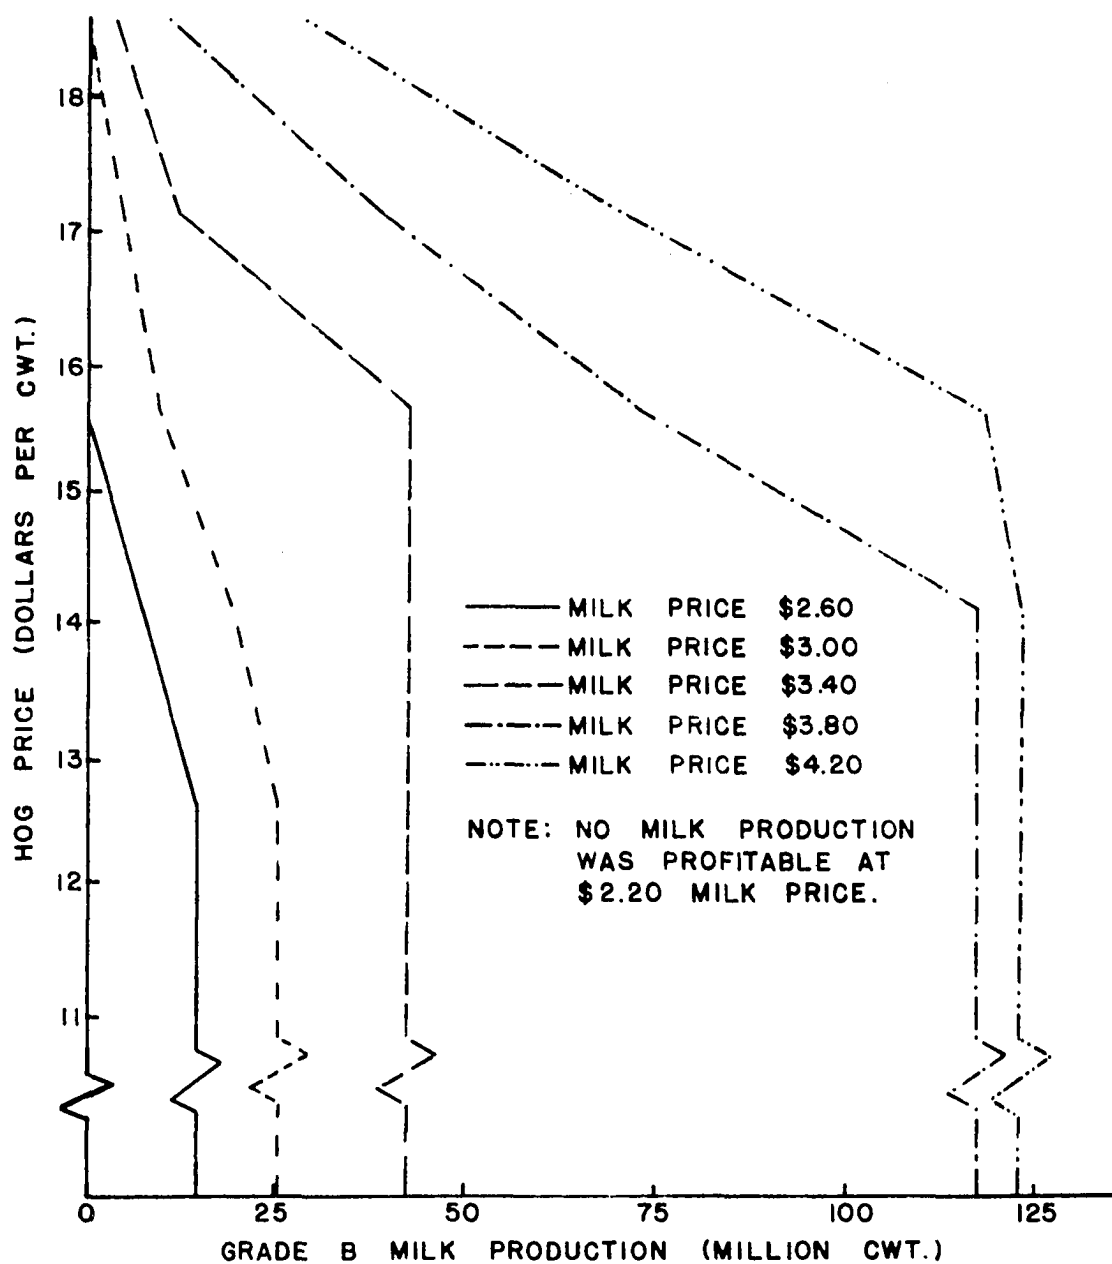 18
17
16
15
14
13
12
11
HOG PRICE (DOLLARS PER CWT.)
MILK PRICE $2.60
MILK PRICE $3.00
MILK PRICE $3.40
MILK PRICE $3.80
MILK PRICE $4.20
NOTE: NO MILK PRODUCTION
WAS PROFITABLE AT
$2.20 MILK PRICE.
0 25 50 75 100 125
GRADE B MILK PRODUCTION (MILLION CWT.)